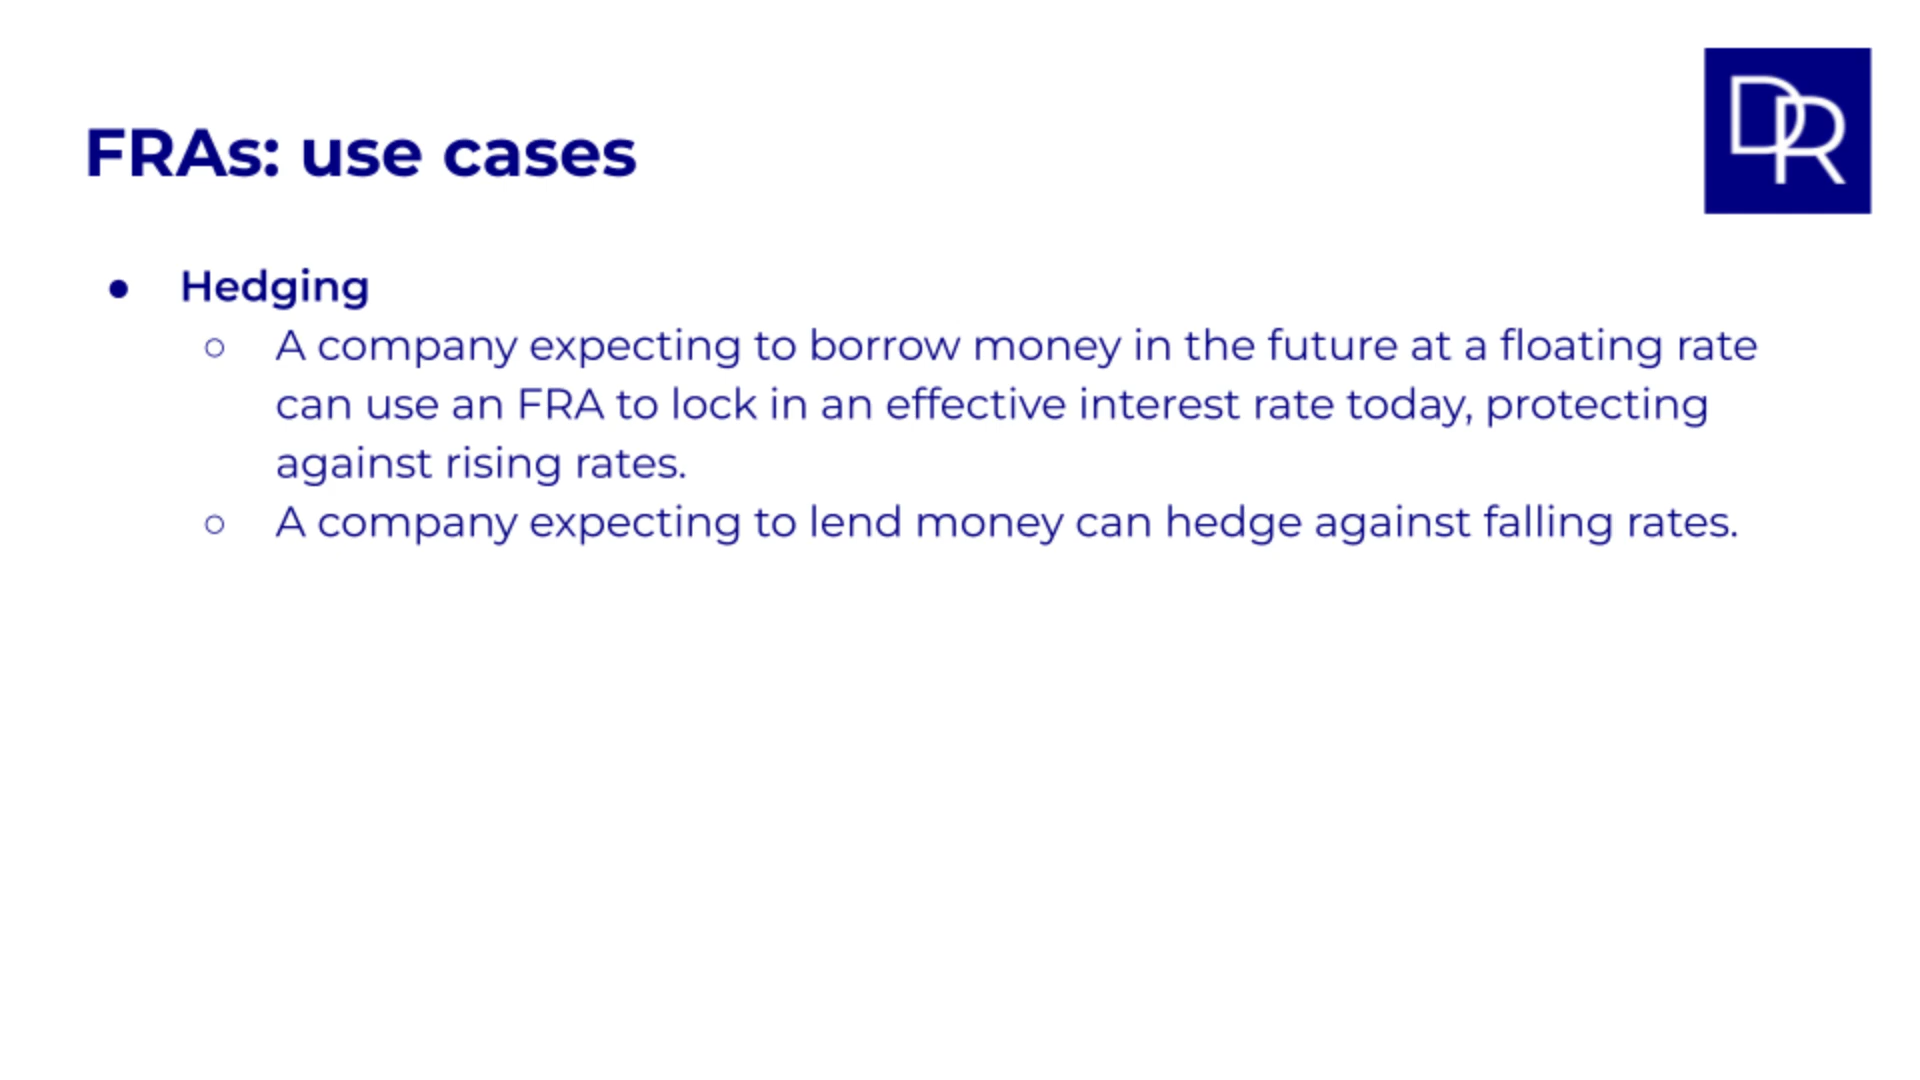 DR
FRAs: use cases
● Hedging
○ A company expecting to borrow money in the future at a floating rate
can use an FRA to lock in an effective interest rate today, protecting
against rising rates.
○ A company expecting to lend money can hedge against falling rates.